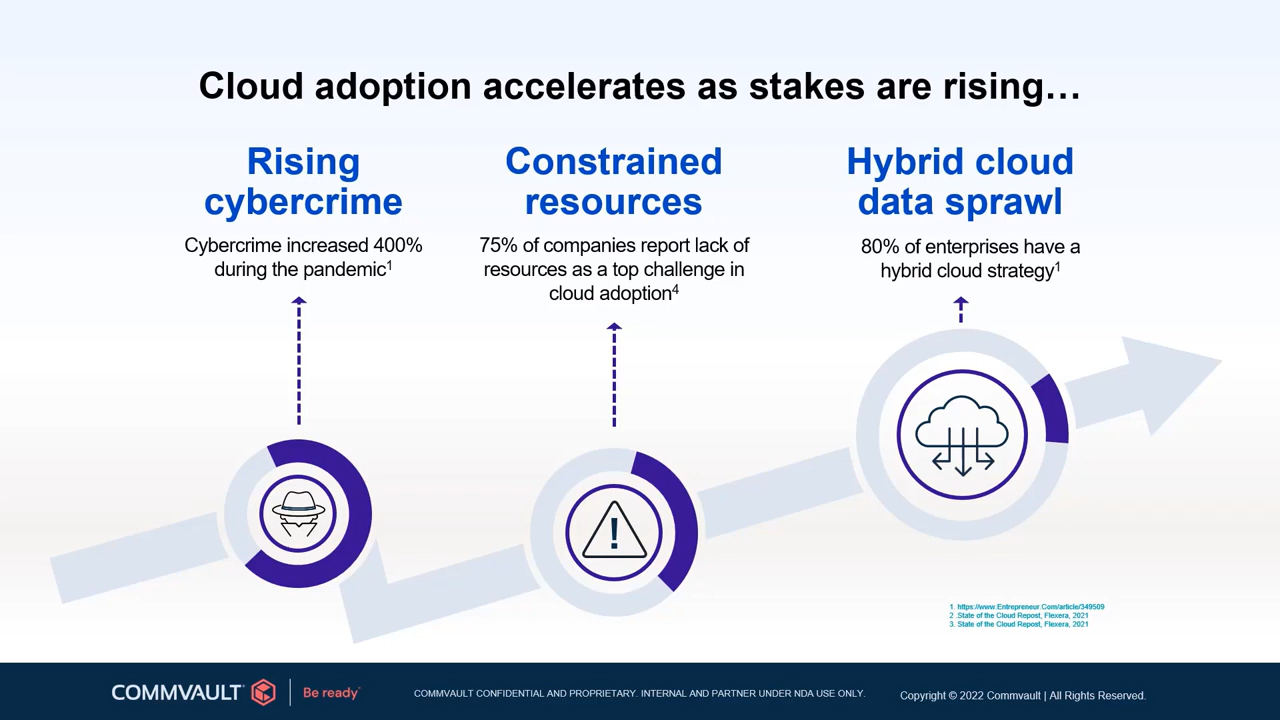 Cloud adoption accelerates as stakes are rising…
Rising
cybercrime
Cybercrime increased 400%
during the pandemic1
Constrained
resources
75% of companies report lack of
resources as a top challenge in
cloud adoption4
Hybrid cloud
data sprawl
80% of enterprises have a
hybrid cloud strategy1
!
1. https://www.Entrepreneur.Com/article/349509
2 .State of the Cloud Repost, Flexera, 2021
3. State of the Cloud Repost, Flexera, 2021
COMMVAULT Be ready
COMMVAULT CONFIDENTIAL AND PROPRIETARY. INTERNAL AND PARTNER UNDER NDA USE ONLY.
Copyright © 2022 Commvault | All Rights Reserved.